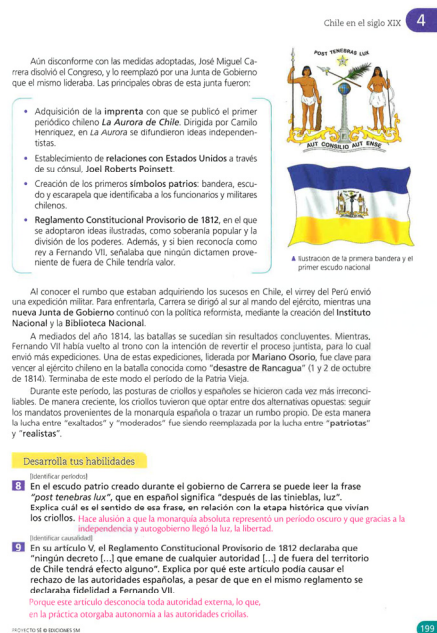 Chile en el siglo XIX 4
Aún disconforme con las medidas adoptadas, José Miguel Ca-
rrera disolvió el Congreso, y lo reemplazó por una Junta de Gobierno
que el mismo lideraba. Las principales obras de esta junta fueron:
• Adquisición de la imprenta con que se publicó el primer
periódico chileno La Aurora de Chile. Dirigida por Camilo
Henríquez, en La Aurora se difundieron ideas independen-
tistas.
• Establecimiento de relaciones con Estados Unidos a través
de su cónsul, Joel Roberts Poinsett.
• Creación de los primeros símbolos patrios: bandera, escu-
do y escarapela que identificaba a los funcionarios y militares
chilenos.
• Reglamento Constitucional Provisorio de 1812, en el que
se adoptaron ideas ilustradas, como soberanía popular y la
división de los poderes. Además, y si bien reconocía como
rey a Fernando VII, señalaba que ningún dictamen prove-
niente de fuera de Chile tendría valor.
POST TENEBRAS LUX
AUT CONSILIO AUT ENSE
▲ Ilustración de la primera bandera y el
primer escudo nacional
Al conocer el rumbo que estaban adquiriendo los sucesos en Chile, el virrey del Perú envió
una expedición militar. Para enfrentarla, Carrera se dirigó al sur al mando del ejército, mientras una
nueva Junta de Gobierno continuó con la política reformista, mediante la creación del Instituto
Nacional y la Biblioteca Nacional.
A mediados del año 1814, las batallas se sucedían sin resultados concluyentes. Mientras,
Fernando VII había vuelto al trono con la intención de revertir el proceso juntista, para lo cual
envió más expediciones. Una de estas expediciones, liderada por Mariano Osorio, fue clave para
vencer al ejército chileno en la batalla conocida como "desastre de Rancagua" (1 y 2 de octubre
de 1814). Terminaba de este modo el período de la Patria Vieja.
Durante este período, las posturas de criollos y españoles se hicieron cada vez más irreconci-
liables. De manera creciente, los criollos tuvieron que optar entre dos alternativas opuestas: seguir
los mandatos provenientes de la monarquía española o trazar un rumbo propio. De esta manera
la lucha entre "exaltados" y "moderados" fue siendo reemplazada por la lucha entre "patriotas"
y "realistas".
Desarrolla tus habilidades
[Identificar períodos]
8 En el escudo patrio creado durante el gobierno de Carrera se puede leer la frase
"post tenebras lux", que en español significa "después de las tinieblas, luz".
Explica cuál es el sentido de esa frase, en relación con la etapa histórica que vivían
los criollos. Hace alusión a que la monarquía absoluta representó un período oscuro y que gracias a la
independencia y autogobierno llegó la luz, la libertad.
[Identificar causalidad]
9 En su artículo V, el Reglamento Constitucional Provisorio de 1812 declaraba que
"ningún decreto [...] que emane de cualquier autoridad [...] de fuera del territorio
de Chile tendrá efecto alguno". Explica por qué este artículo podía causar el
rechazo de las autoridades españolas, a pesar de que en el mismo reglamento se
declaraba fidelidad a Fernando VII.
Porque este artículo desconocía toda autoridad externa, lo que,
en la práctica otorgaba autonomía a las autoridades criollas.
PROYECTO SÉ © EDICIONES SM
199